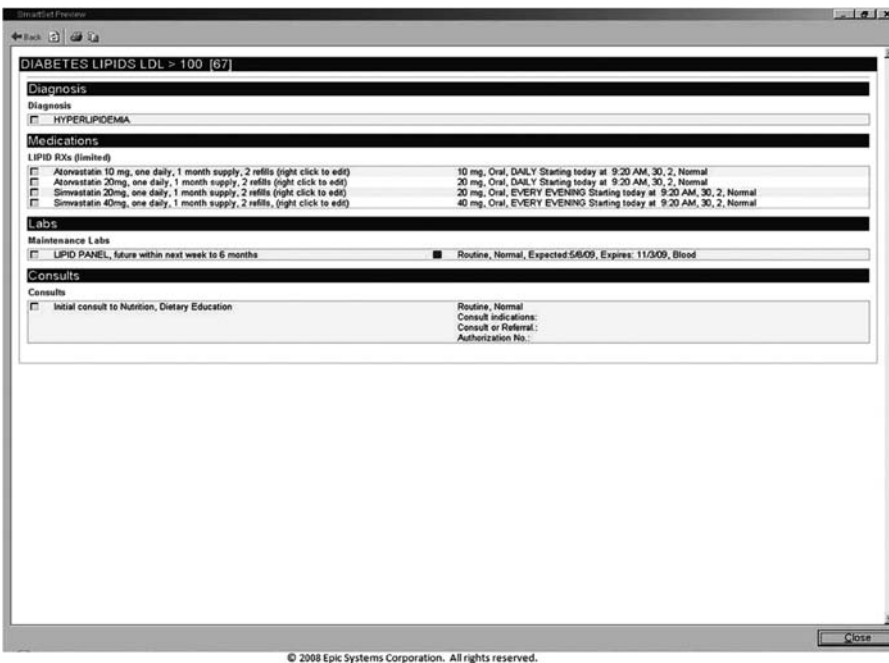 SmartSet Preview
Back
DIABETES LIPIDS LDL > 100 [67]
Diagnosis
Diagnosis
HYPERLIPIDEMIA
Medications
LIPID RXs (limited)
Atorvastatin 10 mg, one daily, 1 month supply, 2 refills (right click to edit) 10 mg, Oral, DAILY Starting today at 9:20 AM, 30, 2, Normal
Atorvastatin 20mg, one daily, 1 month supply, 2 refills (right click to edit) 20 mg, Oral, DAILY Starting today at 9:20 AM, 30, 2, Normal
Simvastatin 20mg, one daily, 1 month supply, 2 refills (right click to edit) 20 mg, Oral, EVERY EVENING Starting today at 9:20 AM, 30, 2, Normal
Simvastatin 40mg, one daily, 1 month supply, 2 refills, (right click to edit) 40 mg, Oral, EVERY EVENING Starting today at 9:20 AM, 30, 2, Normal
Labs
Maintenance Labs
LIPID PANEL, future within next week to 6 months Routine, Normal, Expected:5/8/09, Expires: 11/3/09, Blood
Consults
Consults
Initial consult to Nutrition, Dietary Education Routine, Normal
Consult indications:
Consult or Referral.:
Authorization No.:
Close
© 2008 Epic Systems Corporation. All rights reserved.